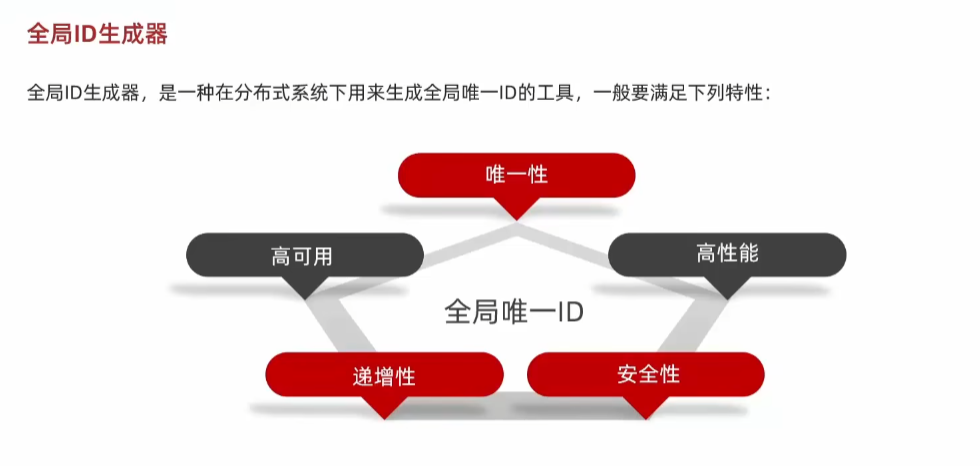 全局ID生成器
全局ID生成器，是一种在分布式系统下用来生成全局唯一ID的工具，一般要满足下列特性：
唯一性
高可用
高性能
全局唯一ID
递增性
安全性